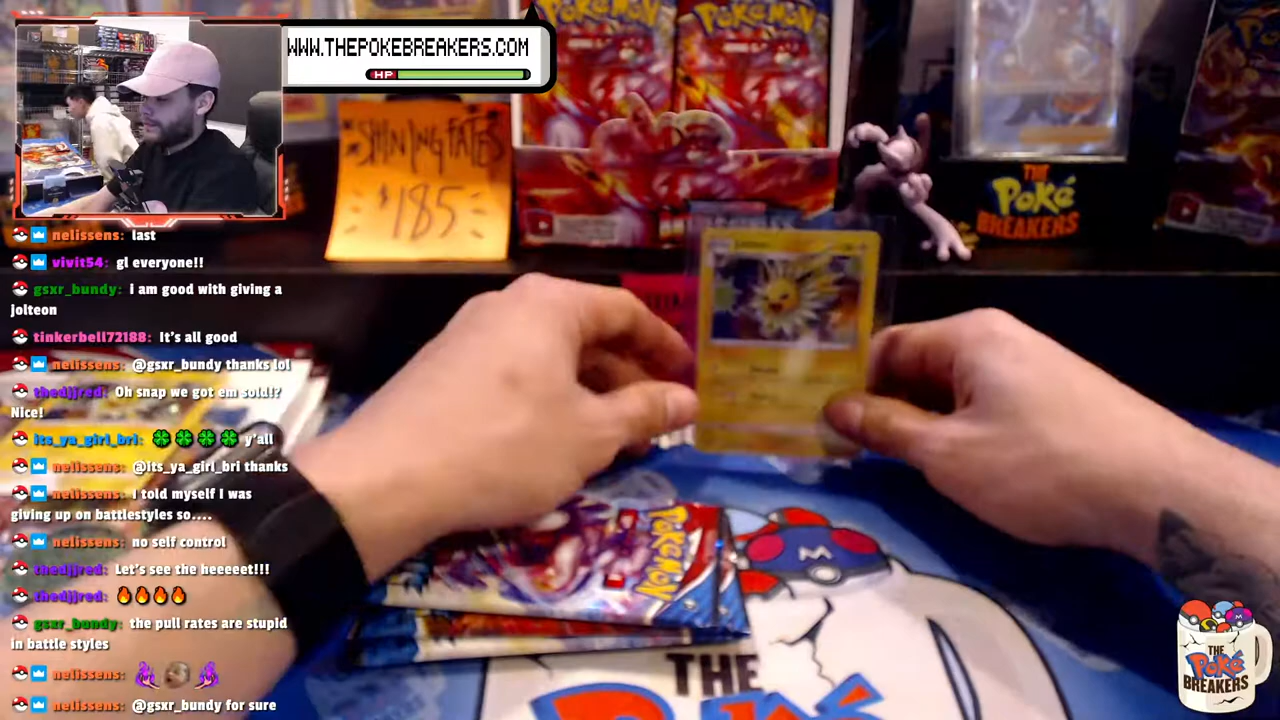 WWW.THEPOKEBREAKERS.COM
HP
POKéMON
POKéMON
SHINING FATES
$185
THE
Poké
BREAKERS
nelissens: last
vivit54: gl everyone!!
gsxr_bundy: i am good with giving a
jolteon
tinkerbell72188: It's all good
nelissens: @gsxr_bundy thanks lol
thedjjred: Oh snap we got em sold!?
Nice!
its_ya_girl_bri: 🍀 🍀 🍀 🍀 y'all
nelissens: @its_ya_girl_bri thanks
nelissens: i told myself I was
giving up on battlestyles so....
nelissens: no self control
thedjjred: Let's see the heeeeet!!!
thedjjred: 🔥🔥🔥🔥
gsxr_bundy: the pull rates are stupid
in battle styles
nelissens:
nelissens: @gsxr_bundy for sure
POKéMON
M
THE
THE
Poké
BREAKERS